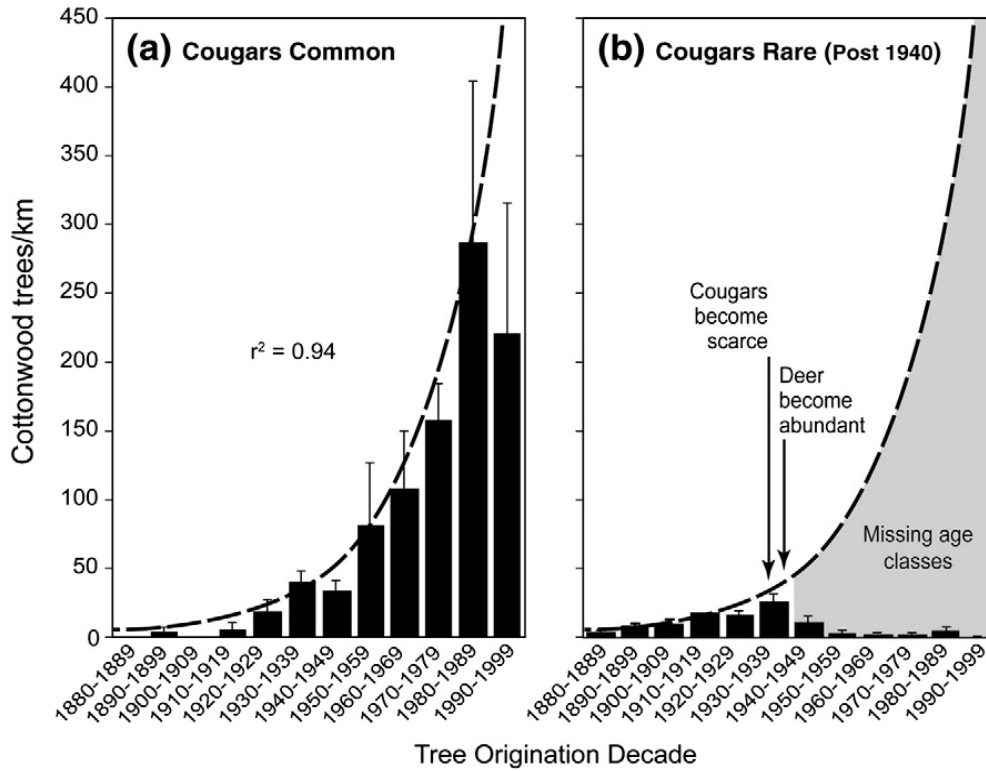 (a) Cougars Common
(b) Cougars Rare (Post 1940)
Cottonwood trees/km
450
400
350
300
250
200
150
100
50
0
r² = 0.94
Cougars
become
scarce
Deer
become
abundant
Missing age
classes
1880-1889
1890-1899
1900-1909
1910-1919
1920-1929
1930-1939
1940-1949
1950-1959
1960-1969
1970-1979
1980-1989
1990-1999
1880-1889
1890-1899
1900-1909
1910-1919
1920-1929
1930-1939
1940-1949
1950-1959
1960-1969
1970-1979
1980-1989
1990-1999
Tree Origination Decade